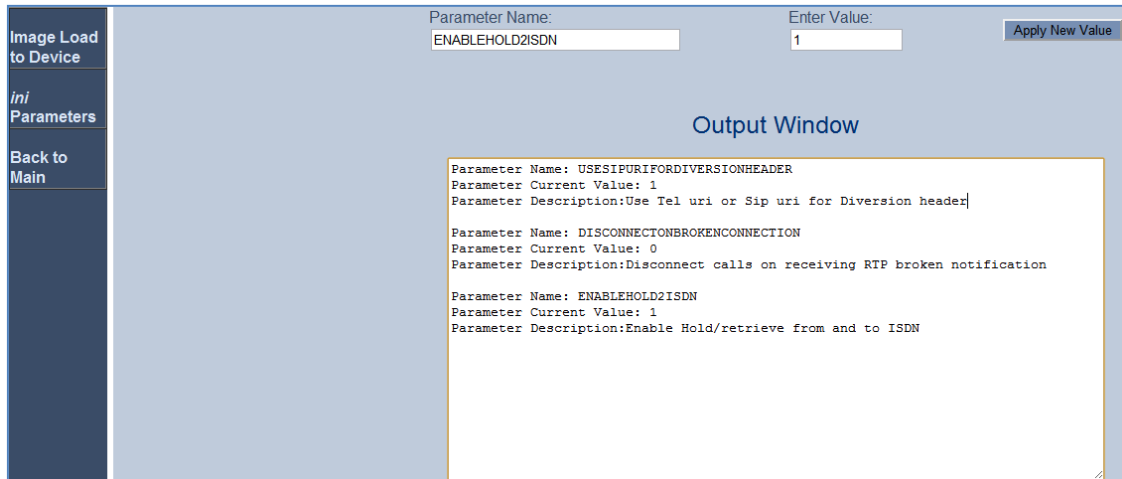 Image Load
to Device
ini
Parameters
Back to
Main
Parameter Name:
Enter Value:
ENABLEHOLD2ISDN
1
Apply New Value
Output Window
Parameter Name: USESIPURIFORDIVERSIONHEADER
Parameter Current Value: 1
Parameter Description:Use Tel uri or Sip uri for Diversion header
Parameter Name: DISCONNECTONBROKENCONNECTION
Parameter Current Value: 0
Parameter Description:Disconnect calls on receiving RTP broken notification
Parameter Name: ENABLEHOLD2ISDN
Parameter Current Value: 1
Parameter Description:Enable Hold/retrieve from and to ISDN